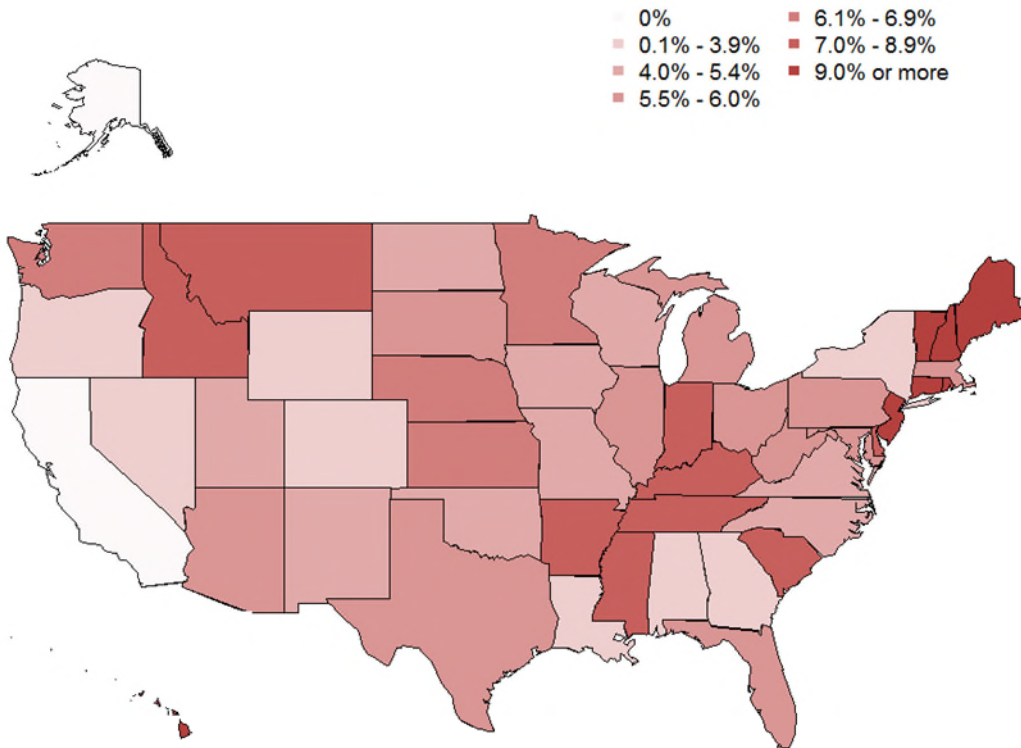 0%
0.1% - 3.9%
4.0% - 5.4%
5.5% - 6.0%
6.1% - 6.9%
7.0% - 8.9%
9.0% or more